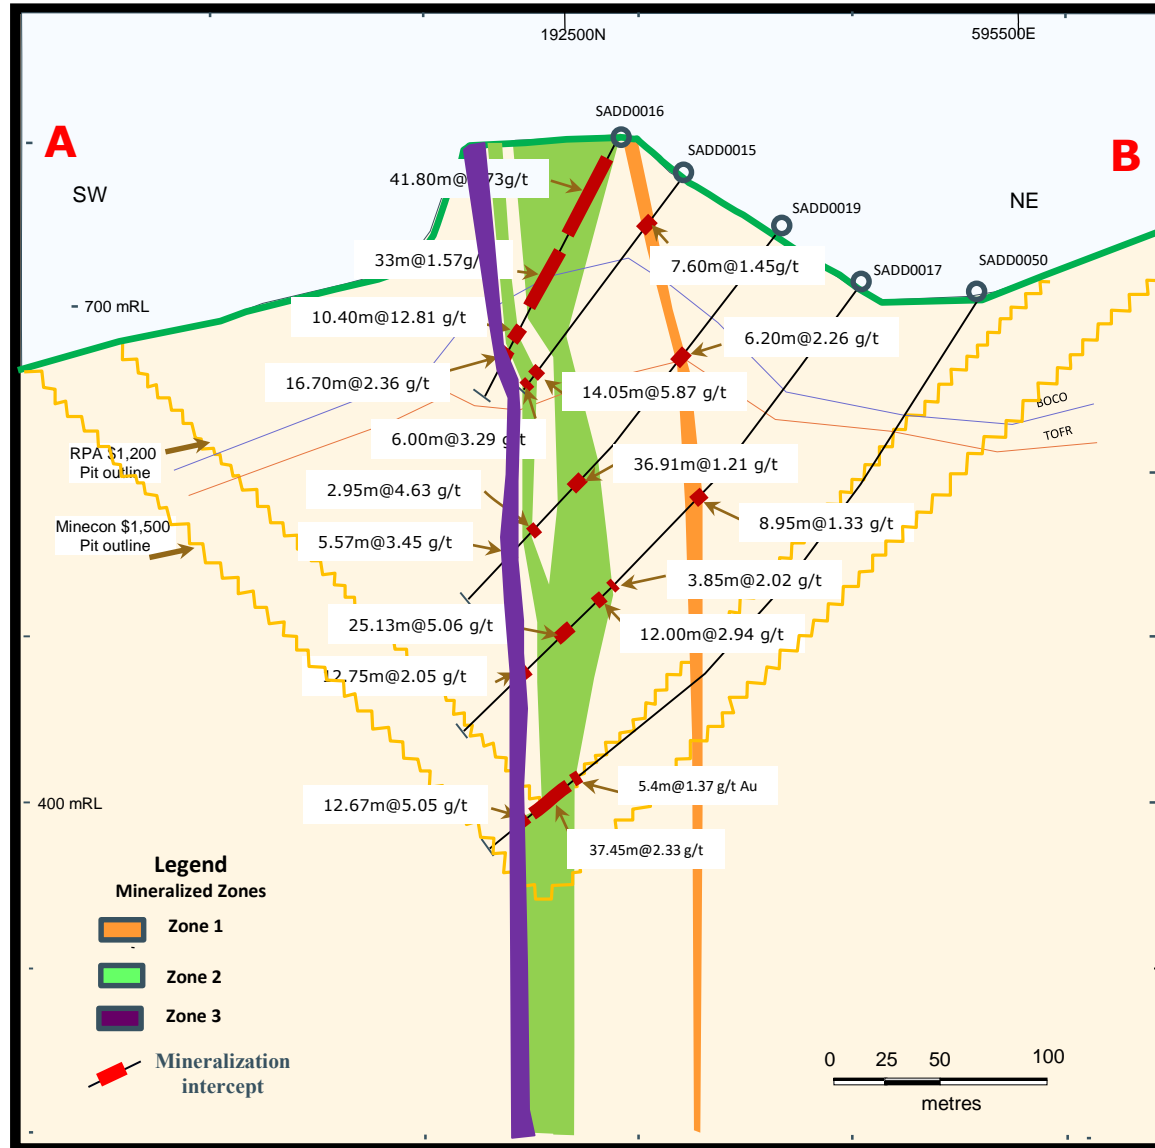 192500N
595500E
SADD0016
A
SADD0015
B
41.80m@ 73g/t
SW
NE
SADD0019
33m@1.57g/
7.60m@1.45g/t
SADD0017
SADD0050
700 mRL
10.40m@12.81 g/t
6.20m@2.26 g/t
16.70m@2.36 g/t
14.05m@5.87 g/t
BOCO
TOFR
6.00m@3.29 g/t
RPA $1,200
Pit outline
36.91m@1.21 g/t
2.95m@4.63 g/t
8.95m@1.33 g/t
Minecon $1,500
Pit outline
5.57m@3.45 g/t
3.85m@2.02 g/t
25.13m@5.06 g/t
12.00m@2.94 g/t
12.75m@2.05 g/t
5.4m@1.37 g/t Au
400 mRL
12.67m@5.05 g/t
37.45m@2.33 g/t
Legend
Mineralized Zones
Zone 1
Zone 2
Zone 3
Mineralization
intercept
0 25 50 100
metres